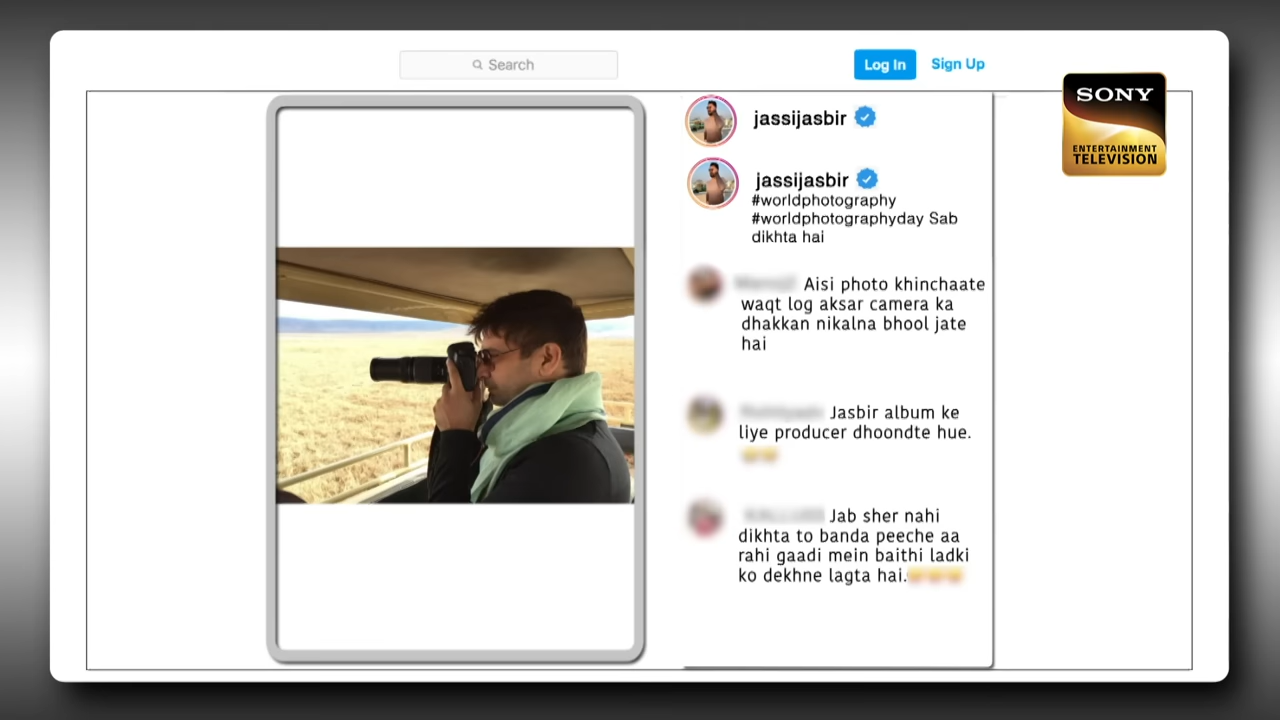 Search
Log In
Sign Up
SONY
ENTERTAINMENT
TELEVISION
jassijasbir
jassijasbir
#worldphotography
#worldphotographyday Sab
dikhta hai
Aisi photo khinchaate
waqt log aksar camera ka
dhakkan nikalna bhool jate
hai
Jasbir album ke
liye producer dhoondte hue.
Jab sher nahi
dikhta to banda peeche aa
rahi gaadi mein baithi ladki
ko dekhne lagta hai.